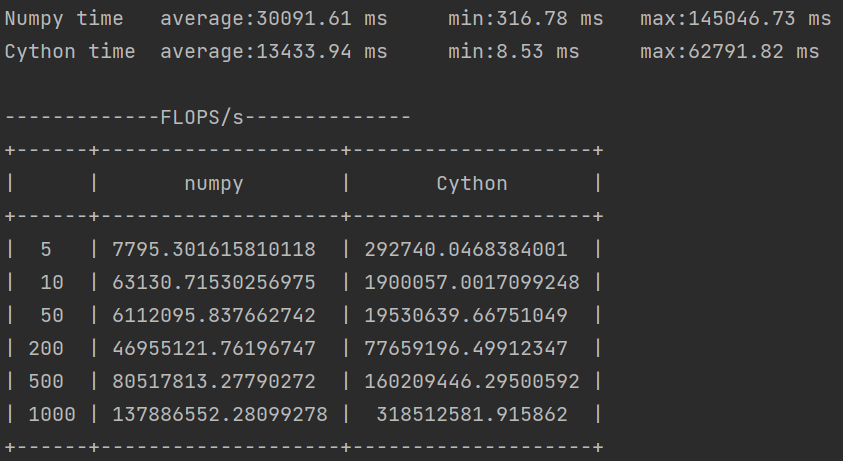 Numpy time   average:30091.61 ms     min:316.78 ms   max:145046.73 ms
Cython time  average:13433.94 ms     min:8.53 ms     max:62791.82 ms
-------------FLOPS/s--------------
+------+--------------------+--------------------+
|      |       numpy        |       Cython       |
+------+--------------------+--------------------+
|  5   | 7795.301615810118  | 292740.0468384001  |
|  10  | 63130.71530256975  | 1900057.0017099248 |
|  50  | 6112095.837662742  | 19530639.66751049  |
| 200  | 46955121.76196747  | 77659196.49912347  |
| 500  | 80517813.27790272  | 160209446.29500592 |
| 1000 | 137886552.28099278 |  318512581.915862  |
+------+--------------------+--------------------+